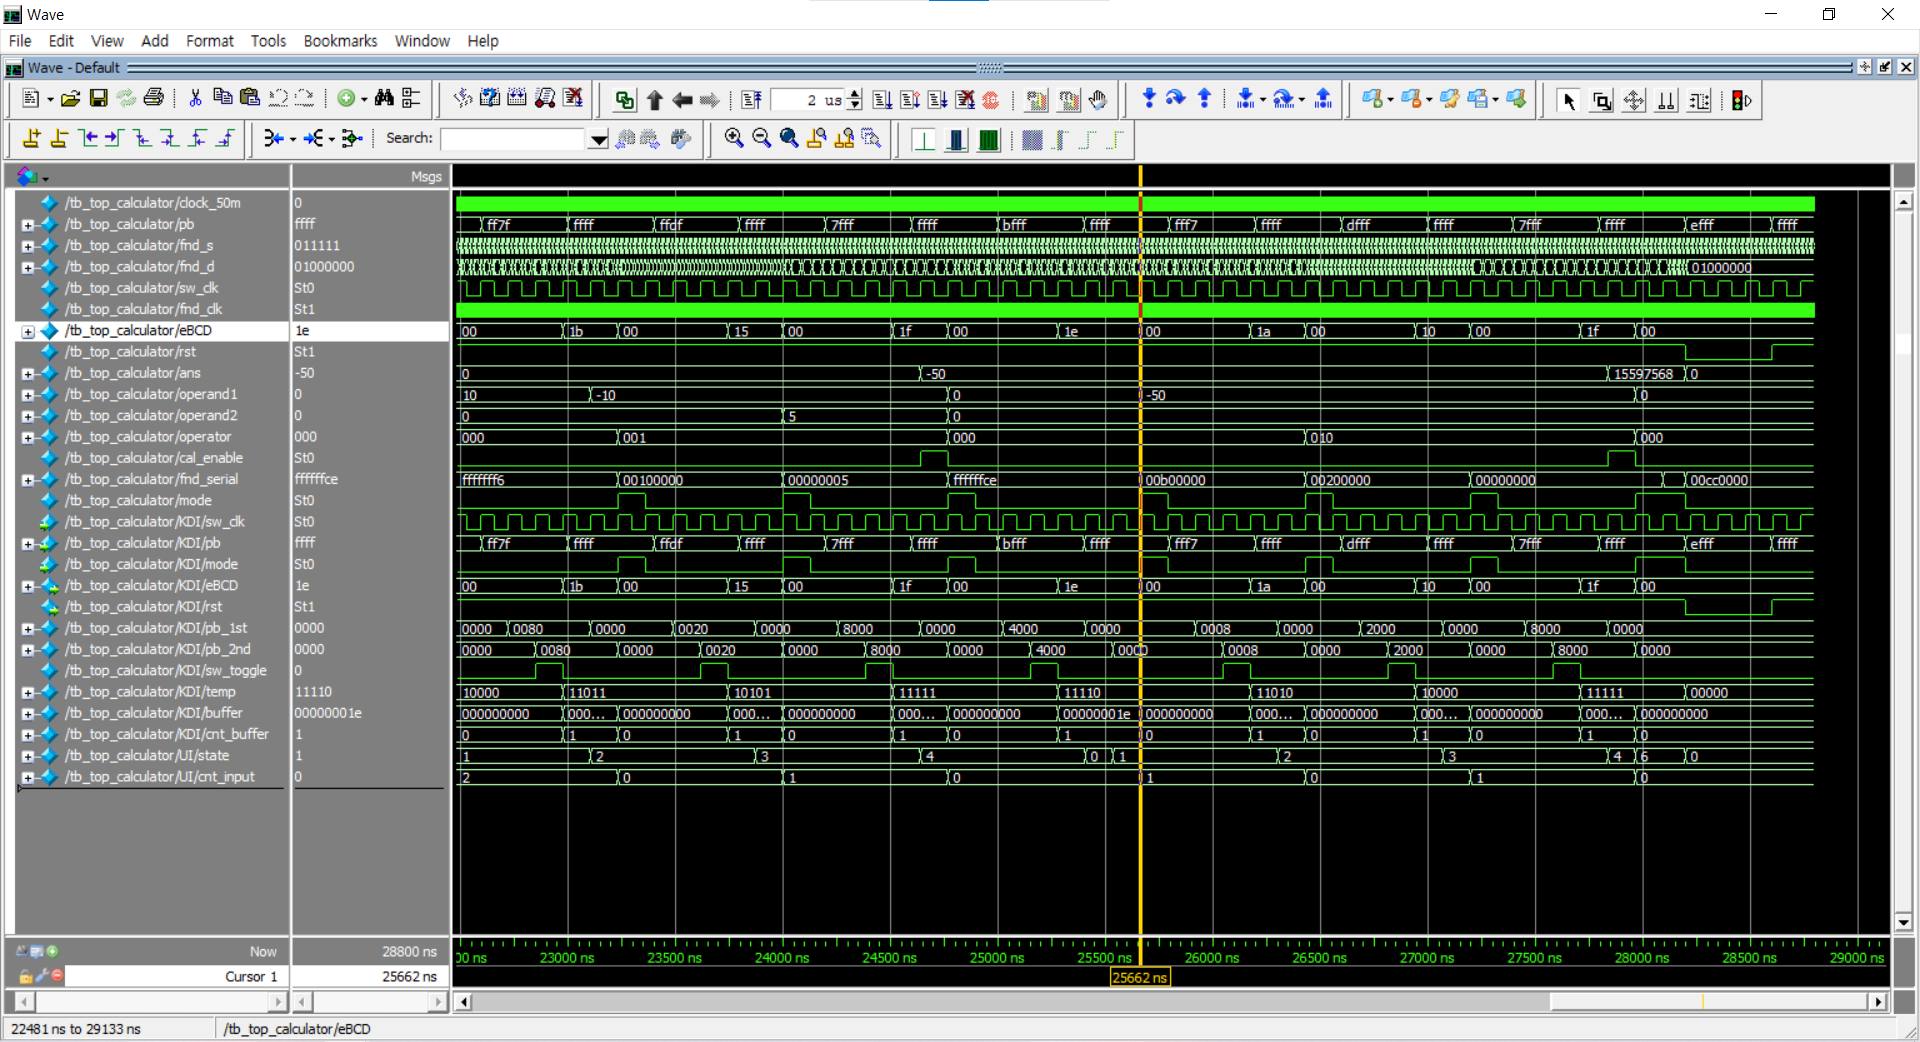 Wave
File Edit View Add Format Tools Bookmarks Window Help
Wave - Default
2 us
Search:
Msgs
/tb_top_calculator/clock_50m 0
/tb_top_calculator/pb ffff ff7f ffff ffdf ffff 7fff ffff bfff ffff fff7 ffff dfff ffff 7fff ffff efff ffff
/tb_top_calculator/fnd_s 011111
/tb_top_calculator/fnd_d 01000000 01000000
/tb_top_calculator/sw_clk St0
/tb_top_calculator/fnd_clk St1
/tb_top_calculator/eBCD 1e 00 1b 00 15 00 1f 00 1e 00 1a 00 10 00 1f 00
/tb_top_calculator/rst St1
/tb_top_calculator/ans -50 0 -50 15597568 0
/tb_top_calculator/operand1 0 10 -10 0 -50 0
/tb_top_calculator/operand2 0 0 5 0
/tb_top_calculator/operator 000 000 001 000 010 000
/tb_top_calculator/cal_enable St0
/tb_top_calculator/fnd_serial ffffffce fffffff6 00100000 00000005 ffffffce 00b00000 00200000 00000000 00cc0000
/tb_top_calculator/mode St0
/tb_top_calculator/KDI/sw_clk St0
/tb_top_calculator/KDI/pb ffff ff7f ffff ffdf ffff 7fff ffff bfff ffff fff7 ffff dfff ffff 7fff ffff efff ffff
/tb_top_calculator/KDI/mode St0
/tb_top_calculator/KDI/eBCD 1e 00 1b 00 15 00 1f 00 1e 00 1a 00 10 00 1f 00
/tb_top_calculator/KDI/rst St1
/tb_top_calculator/KDI/pb_1st 0000 0000 0080 0000 0020 0000 8000 0000 4000 0000 0008 0000 2000 0000 8000 0000
/tb_top_calculator/KDI/pb_2nd 0000 0000 0080 0000 0020 0000 8000 0000 4000 0000 0008 0000 2000 0000 8000 0000
/tb_top_calculator/KDI/sw_toggle 0
/tb_top_calculator/KDI/temp 11110 10000 11011 10101 11111 11110 11010 10000 11111 00000
/tb_top_calculator/KDI/buffer 00000001e 000000000 000... 000000000 000... 000000000 000... 000000000 00000001e 000000000 000... 000000000 000... 000000000 000... 000000000
/tb_top_calculator/KDI/cnt_buffer 1 0 1 0 1 0 1 0 1 0 1 0 1 0 1 0
/tb_top_calculator/UI/state 1 1 2 3 4 0 1 2 3 4 6 0
/tb_top_calculator/UI/cnt_input 0 2 0 1 0 1 0 1 0
Now 28800 ns
00 ns 23000 ns 23500 ns 24000 ns 24500 ns 25000 ns 25500 ns 26000 ns 26500 ns 27000 ns 27500 ns 28000 ns 28500 ns 29000 ns
Cursor 1 25662 ns 25662 ns
22481 ns to 29133 ns /tb_top_calculator/eBCD